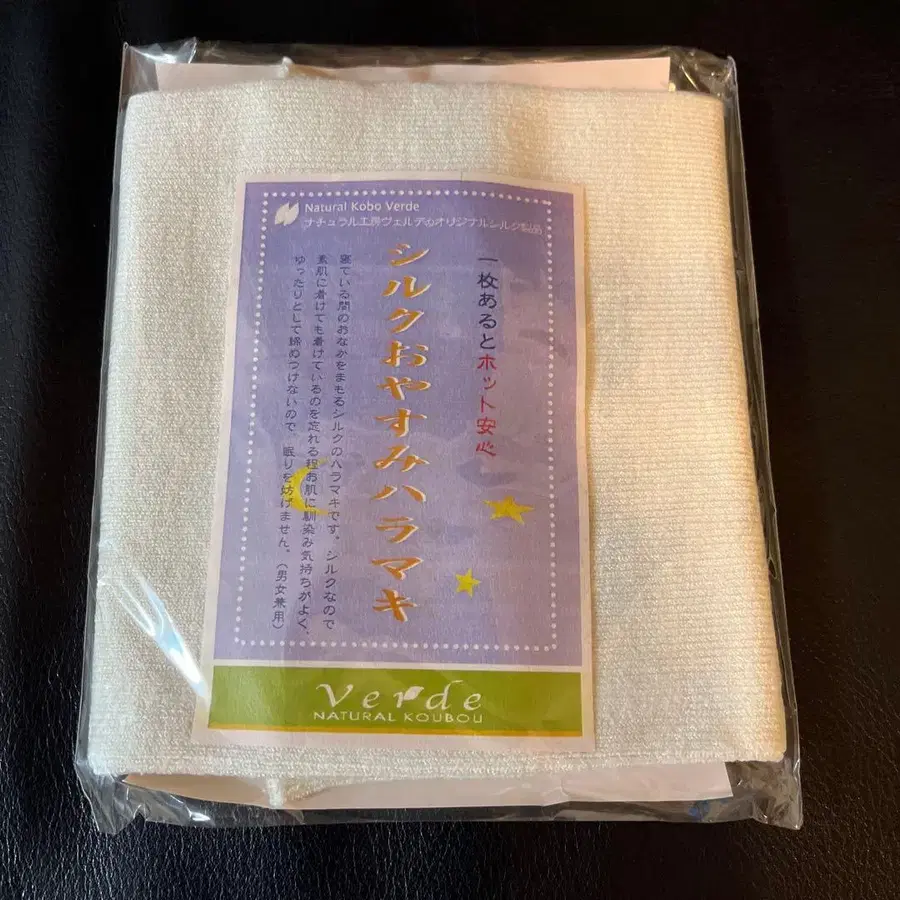 Natural Kobo Verde
ナチュラル工房ヴェルデのオリジナルシルク製品
一枚あるとホット安心
シルクおやすみハラマキ
寝ている間のおなかをまもるシルクのハラマキです。シルクなので
素肌に着けても着けているのを忘れる程お肌に馴染み気持ちがよく、
ゆったりとして締めつけないので、眠りを妨げません。(男女兼用)
Verde
NATURAL KOUBOU